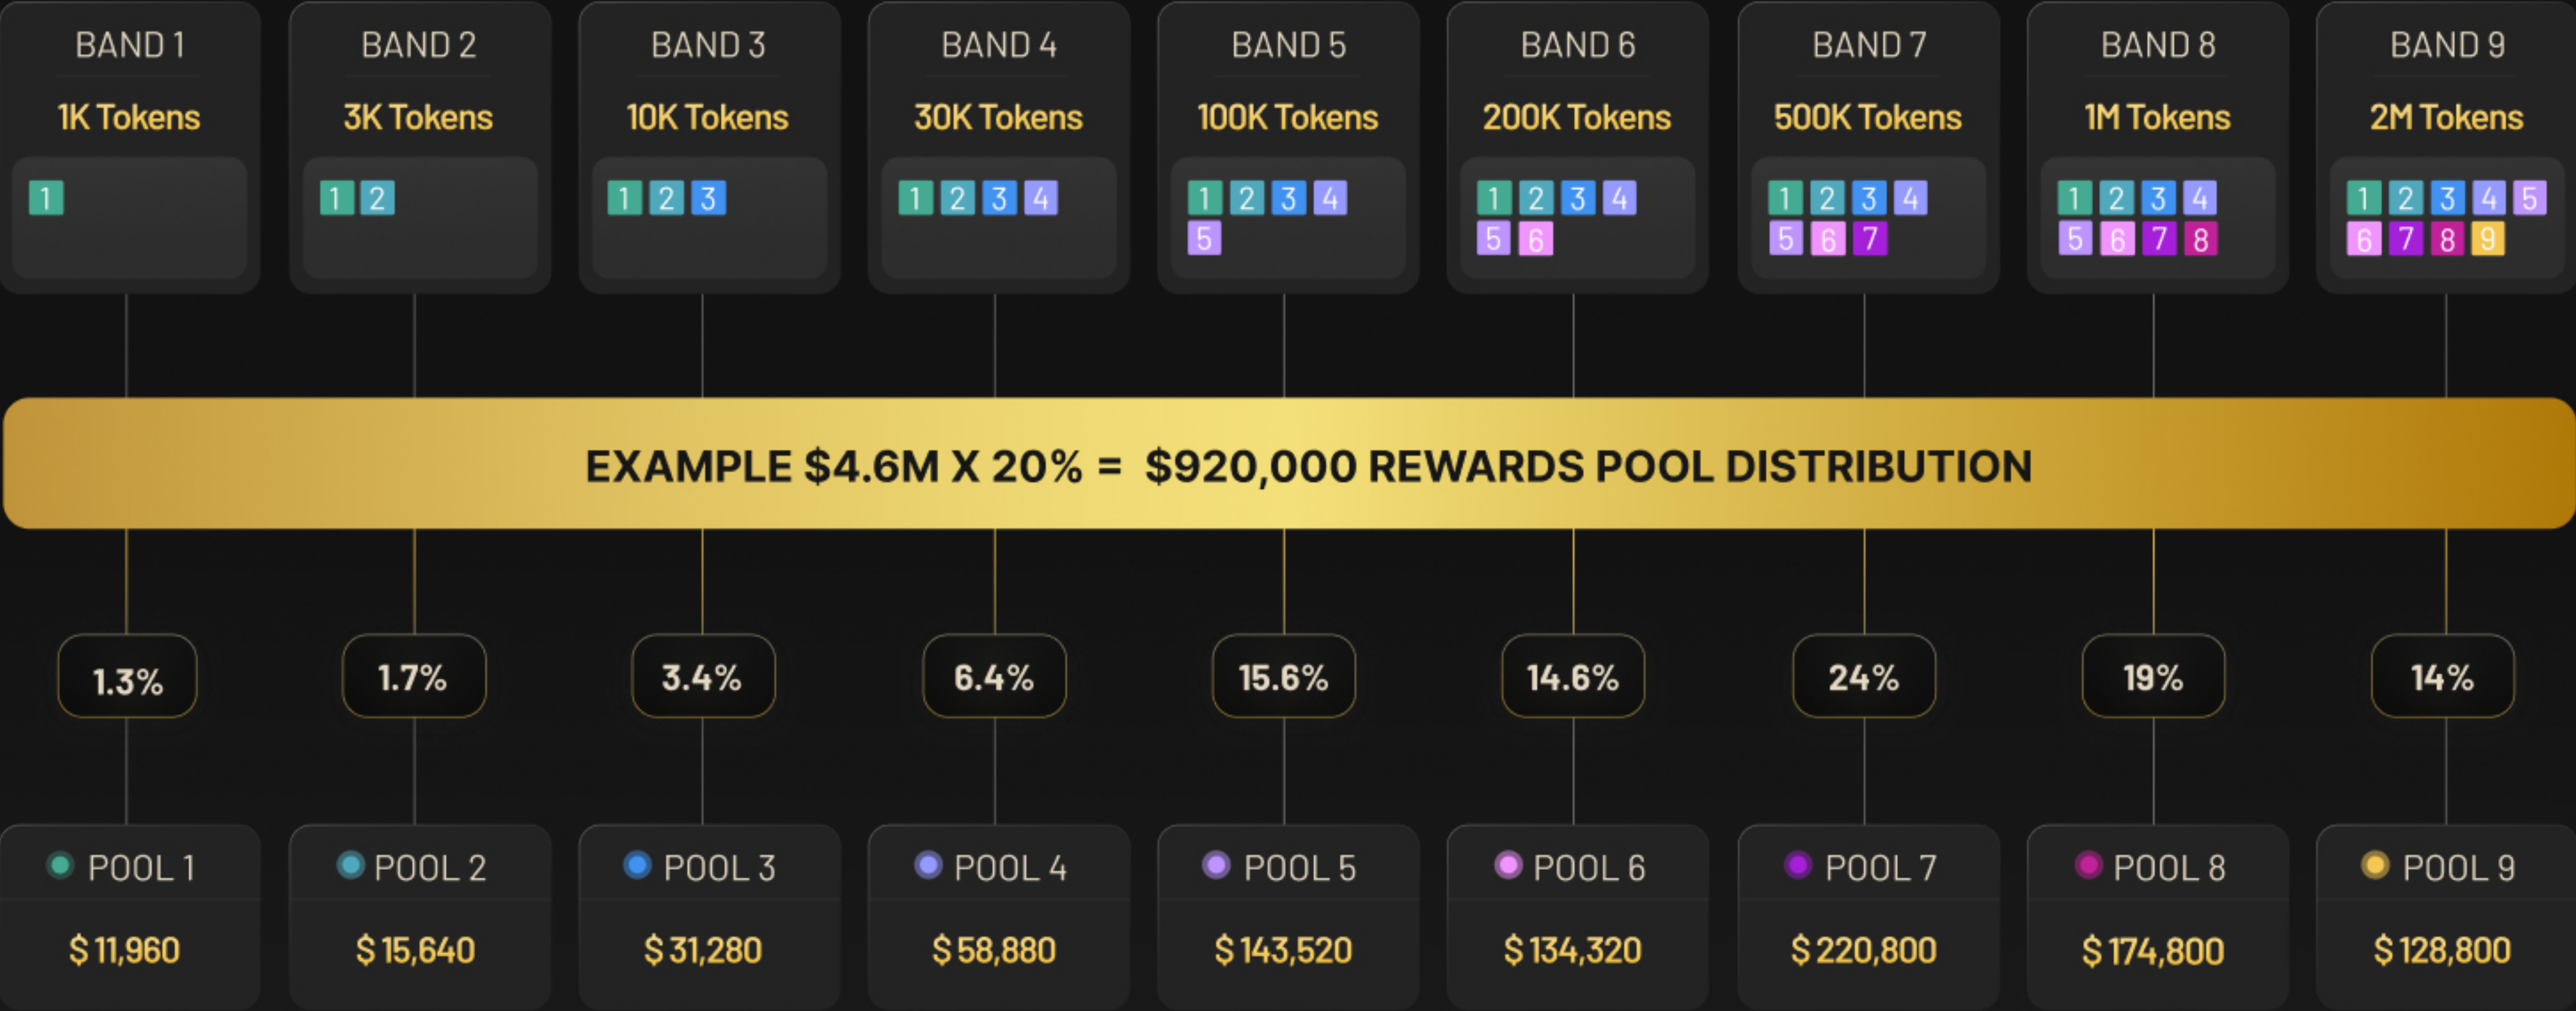 BAND 1
1K Tokens
1
BAND 2
3K Tokens
1 2
BAND 3
10K Tokens
1 2 3
BAND 4
30K Tokens
1 2 3 4
BAND 5
100K Tokens
1 2 3 4
5
BAND 6
200K Tokens
1 2 3 4
5 6
BAND 7
500K Tokens
1 2 3 4
5 6 7
BAND 8
1M Tokens
1 2 3 4
5 6 7 8
BAND 9
2M Tokens
1 2 3 4 5
6 7 8 9
EXAMPLE $4.6M X 20% = $920,000 REWARDS POOL DISTRIBUTION
1.3%
1.7%
3.4%
6.4%
15.6%
14.6%
24%
19%
14%
POOL 1
$ 11,960
POOL 2
$ 15,640
POOL 3
$ 31,280
POOL 4
$ 58,880
POOL 5
$ 143,520
POOL 6
$ 134,320
POOL 7
$ 220,800
POOL 8
$ 174,800
POOL 9
$ 128,800